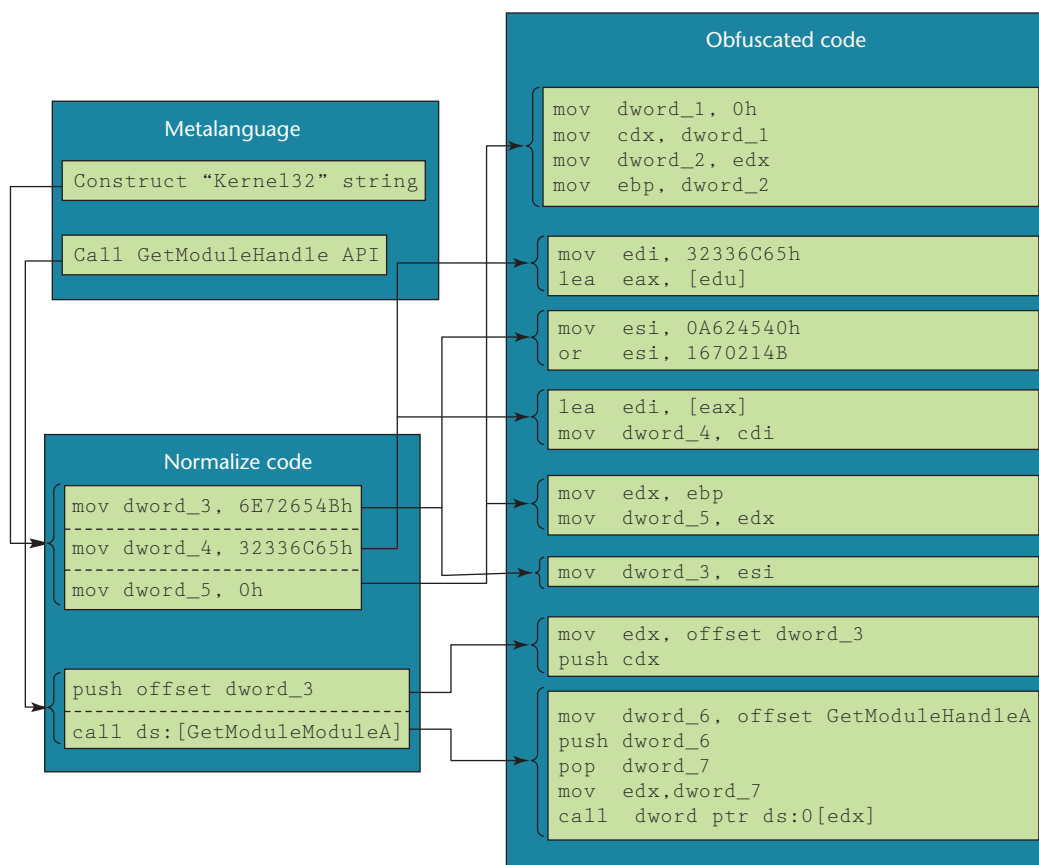 Metalanguage
Construct “Kernel32” string
Call GetModuleHandle API
Normalize code
mov dword_3, 6E72654Bh
mov dword_4, 32336C65h
mov dword_5, 0h
push offset dword_3
call ds:[GetModuleModuleA]
Obfuscated code
mov dword_1, 0h
mov cdx, dword_1
mov dword_2, edx
mov ebp, dword_2
mov edi, 32336C65h
lea eax, [edu]
mov esi, 0A624540h
or esi, 1670214B
lea edi, [eax]
mov dword_4, cdi
mov edx, ebp
mov dword_5, edx
mov dword_3, esi
mov edx, offset dword_3
push cdx
mov dword_6, offset GetModuleHandleA
push dword_6
pop dword_7
mov edx,dword_7
call dword ptr ds:0[edx]